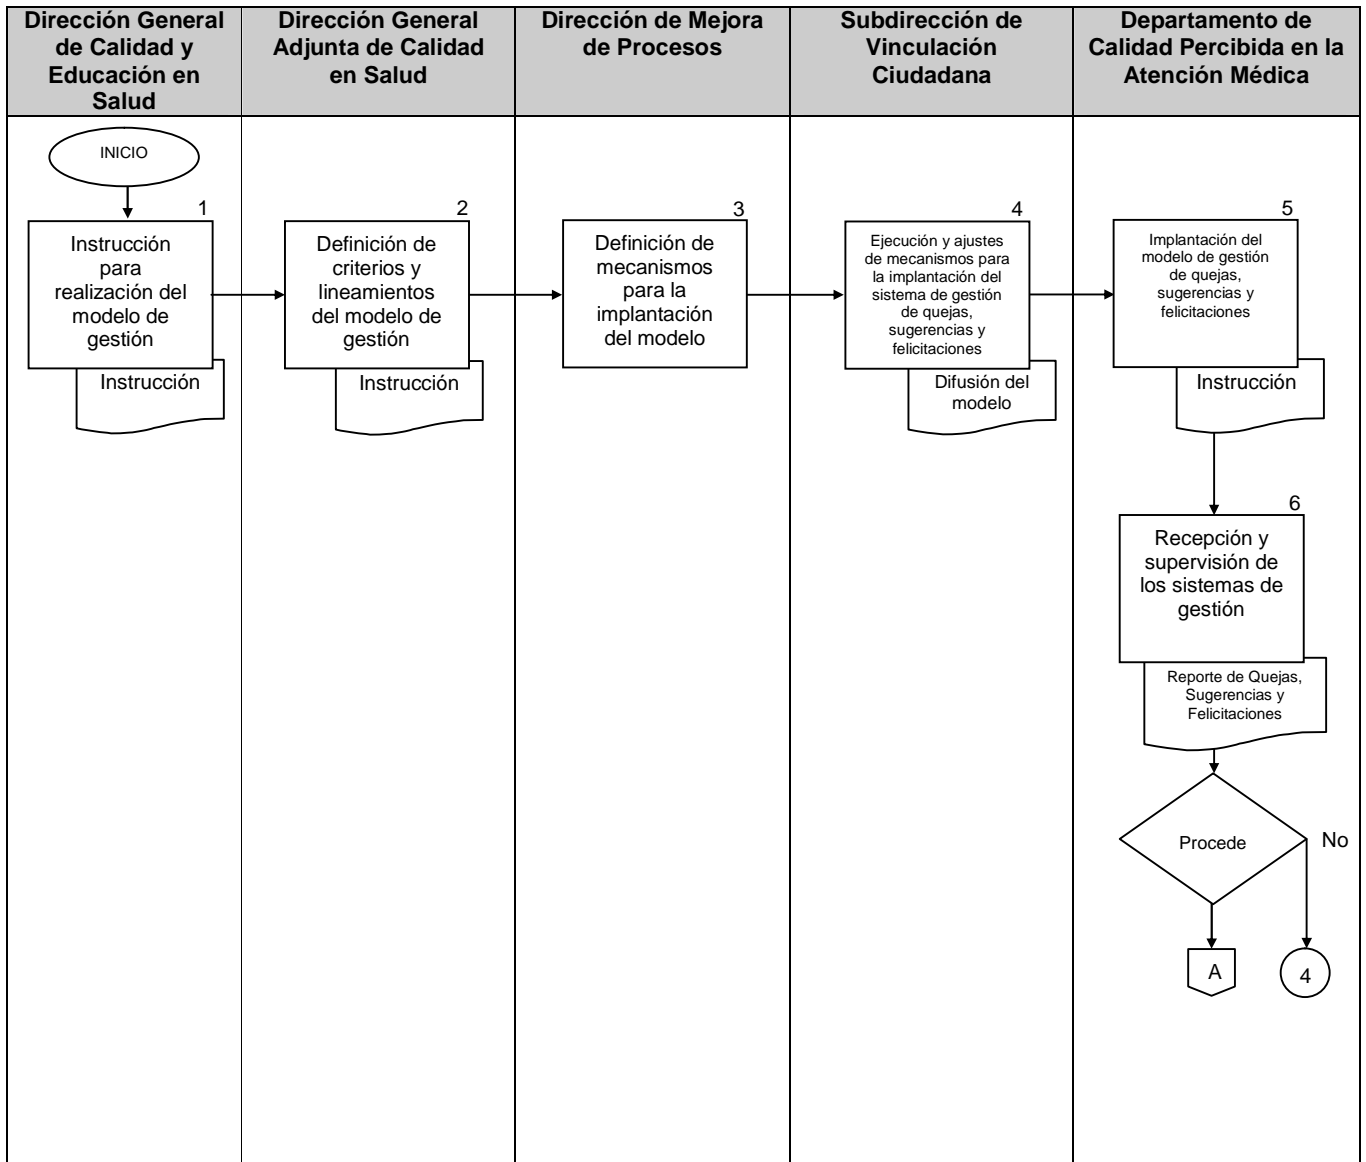 Dirección General
de Calidad y
Educación en
Salud
Dirección General
Adjunta de Calidad
en Salud
Dirección de Mejora
de Procesos
Subdirección de
Vinculación
Ciudadana
Departamento de
Calidad Percibida en la
Atención Médica
INICIO
1
Instrucción
para
realización del
modelo de
gestión
Instrucción
2
Definición de
criterios y
lineamientos
del modelo de
gestión
Instrucción
3
Definición de
mecanismos
para la
implantación
del modelo
4
Ejecución y ajustes
de mecanismos para
la implantación del
sistema de gestión
de quejas,
sugerencias y
felicitaciones
Difusión del
modelo
5
Implantación del
modelo de gestión
de quejas,
sugerencias y
felicitaciones
Instrucción
6
Recepción y
supervisión de
los sistemas de
gestión
Reporte de Quejas,
Sugerencias y
Felicitaciones
Procede
No
A
4